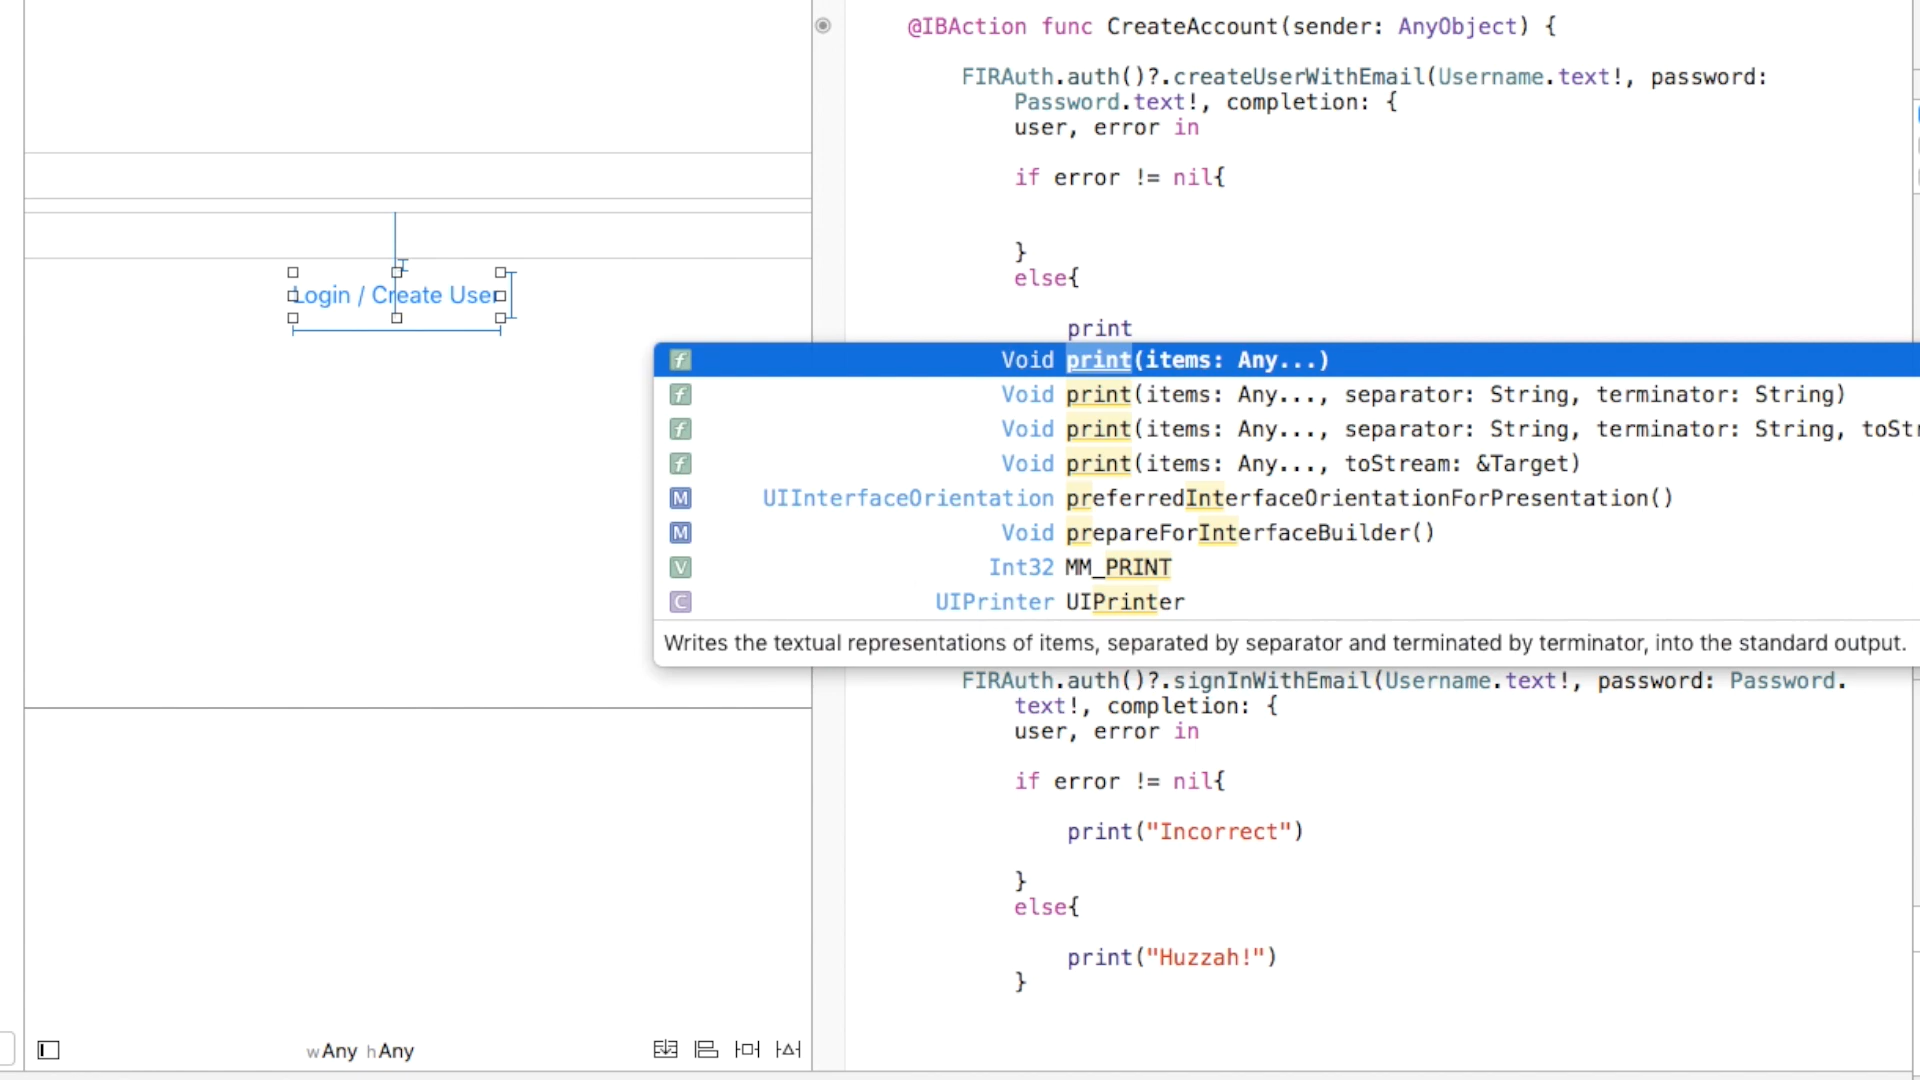 @IBAction func CreateAccount(sender: AnyObject) {
FIRAuth.auth()?.createUserWithEmail(Username.text!, password:
Password.text!, completion: {
user, error in
if error != nil{
}
else{
print
Login / Create User
f Void print(items: Any...)
f Void print(items: Any..., separator: String, terminator: String)
f Void print(items: Any..., separator: String, terminator: String, toStr
f Void print(items: Any..., toStream: &Target)
M UIInterfaceOrientation preferredInterfaceOrientationForPresentation()
M Void prepareForInterfaceBuilder()
V Int32 MM_PRINT
C UIPrinter UIPrinter
Writes the textual representations of items, separated by separator and terminated by terminator, into the standard output.
FIRAuth.auth()?.signInWithEmail(Username.text!, password: Password.
text!, completion: {
user, error in
if error != nil{
print("Incorrect")
}
else{
print("Huzzah!")
}
wAny hAny